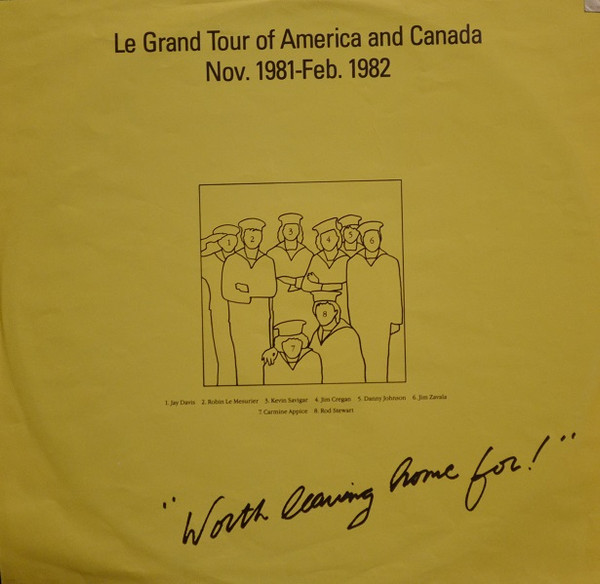 Le Grand Tour of America and Canada
Nov. 1981-Feb. 1982
1 2 3 4 5 6
8
7
1. Jay Davis 2. Robin Le Mesurier 3. Kevin Savigar 4. Jim Cregan 5. Danny Johnson 6. Jim Zavala
7 Carmine Appice 8. Rod Stewart
"Worth leaving home for!"